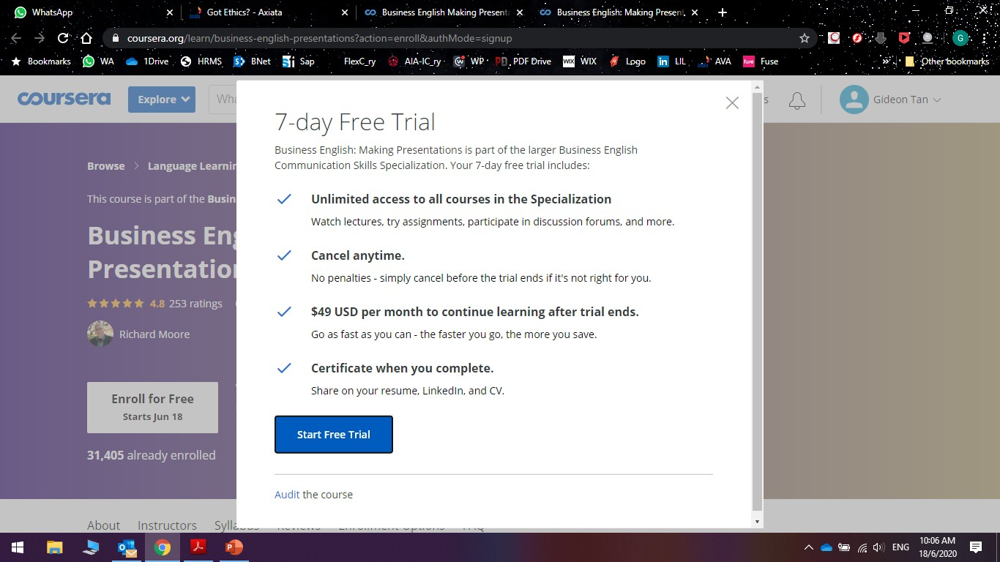 WhatsApp
Got Ethics? - Axiata
Business English Making Present
Business English: Making Present
coursera.org/learn/business-english-presentations?action=enroll&authMode=signup
G
Bookmarks WA 1Drive HRMS BNet Sap FlexC_ry AIA-IC_ry WP PDF Drive WIX Logo LIL AVA Fuse » Other bookmarks
coursera
Explore
Wha
s
Gideon Tan
7-day Free Trial
Business English: Making Presentations is part of the larger Business English
Communication Skills Specialization. Your 7-day free trial includes:
Unlimited access to all courses in the Specialization
Watch lectures, try assignments, participate in discussion forums, and more.
Cancel anytime.
No penalties - simply cancel before the trial ends if it's not right for you.
$49 USD per month to continue learning after trial ends.
Go as fast as you can - the faster you go, the more you save.
Certificate when you complete.
Share on your resume, LinkedIn, and CV.
Start Free Trial
Audit the course
Browse > Language Learnin
This course is part of the Busin
Business Eng
Presentation
4.8 253 ratings
Richard Moore
Enroll for Free
Starts Jun 18
31,405 already enrolled
About Instructors Syllabus Reviews Enrollment Options FAQ
ENG
10:06 AM
18/6/2020